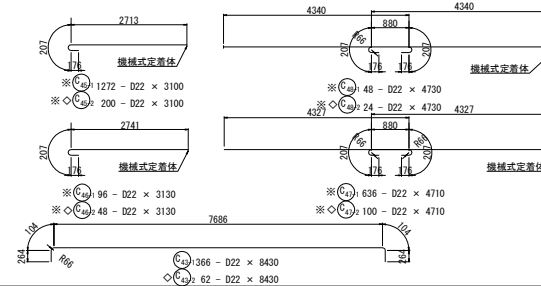 2713
207
176
機械式定着体
※ C45-1 1272 - D22 × 3100
※ ◇ C45-2 200 - D22 × 3100
4340
4340
880
R66
207
207
176
176
機械式定着体
※ C48-1 48 - D22 × 4730
※ ◇ C48-2 24 - D22 × 4730
2741
207
176
機械式定着体
※ C46-1 96 - D22 × 3130
※ ◇ C46-2 48 - D22 × 3130
4327
4327
880
R66
207
207
176
176
機械式定着体
※ C47-1 636 - D22 × 4710
※ ◇ C47-2 100 - D22 × 4710
7686
104
104
264
264
R66
C43-1 366 - D22 × 8430
◇ C43-2 62 - D22 × 8430